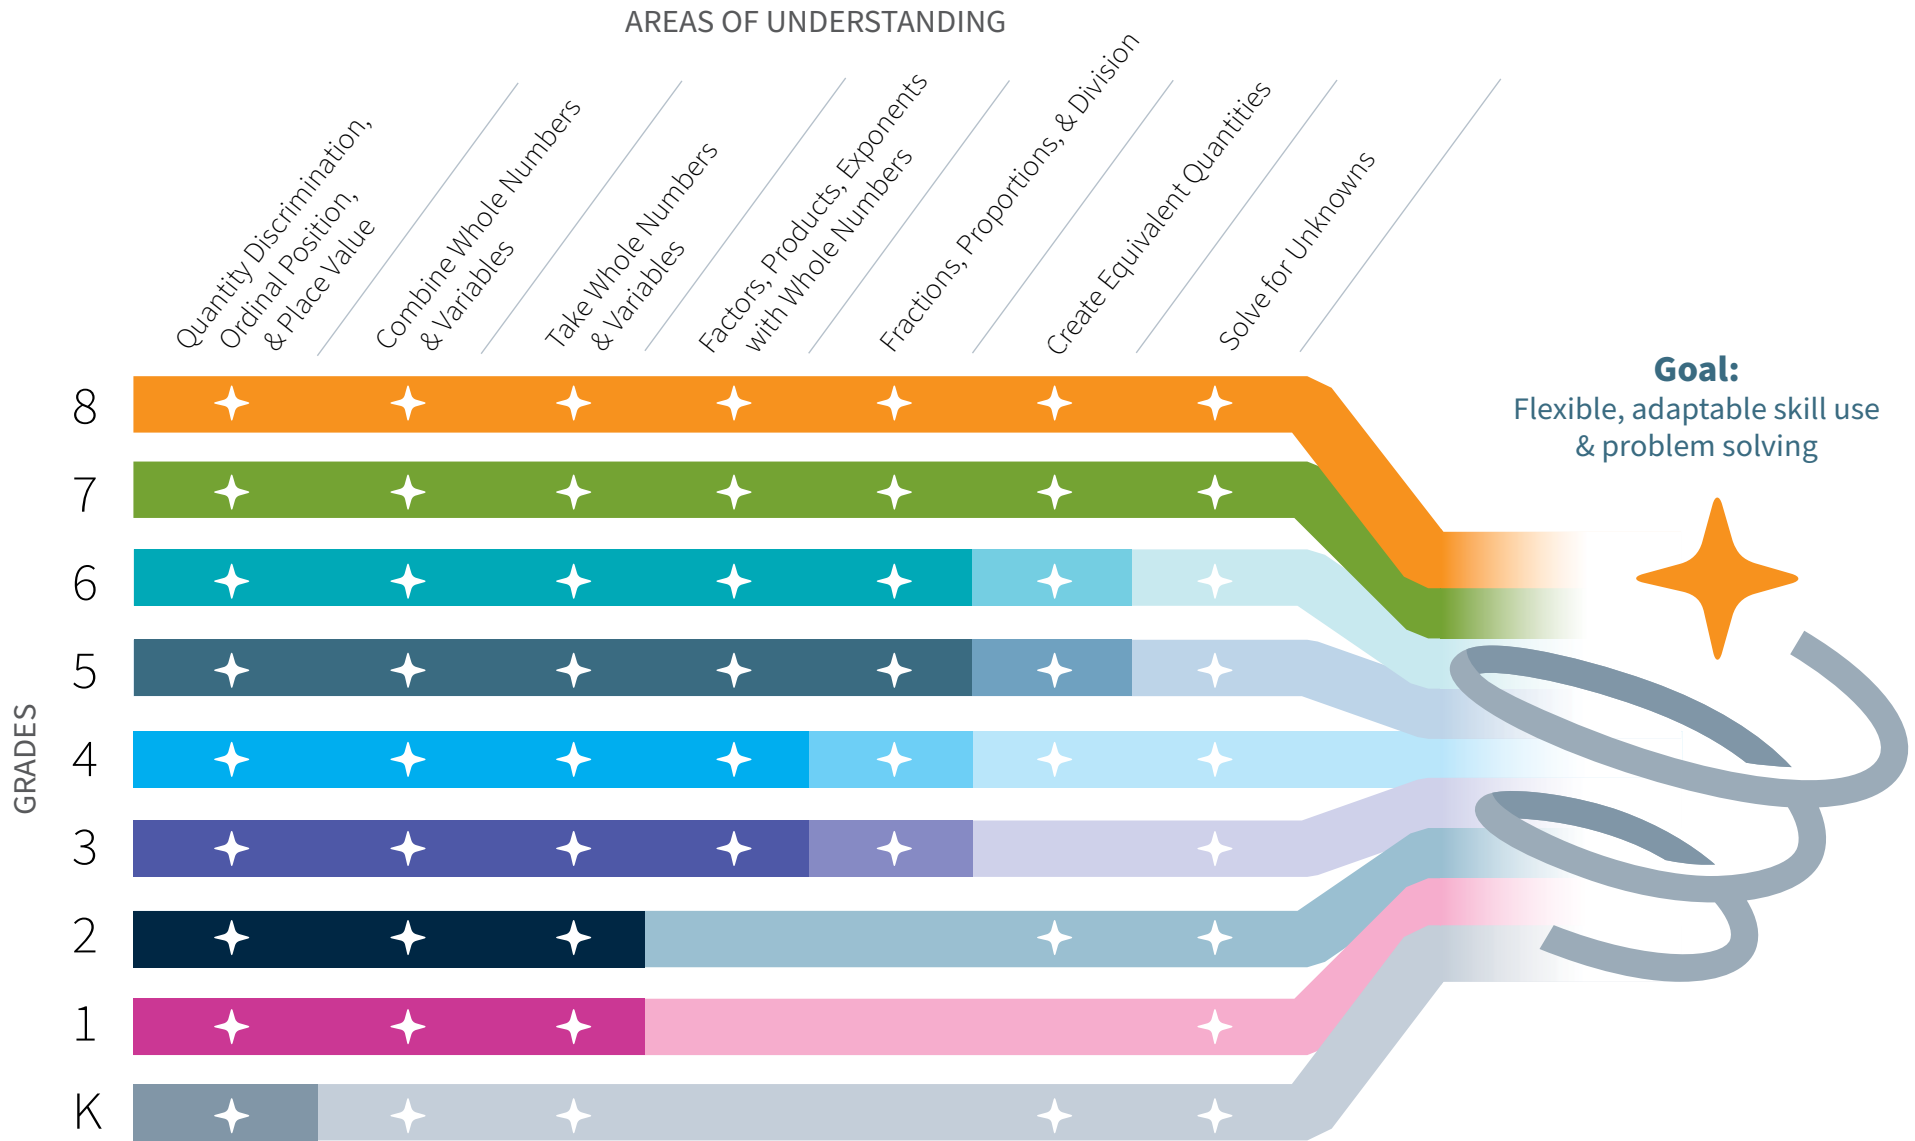 AREAS OF UNDERSTANDING
Quantity Discrimination,
Ordinal Position,
& Place Value
Combine Whole Numbers
& Variables
Take Whole Numbers
& Variables
Factors, Products, Exponents
with Whole Numbers
Fractions, Proportions, & Division
Create Equivalent Quantities
Solve for Unknowns
Goal:
Flexible, adaptable skill use
& problem solving
GRADES
8
7
6
5
4
3
2
1
K